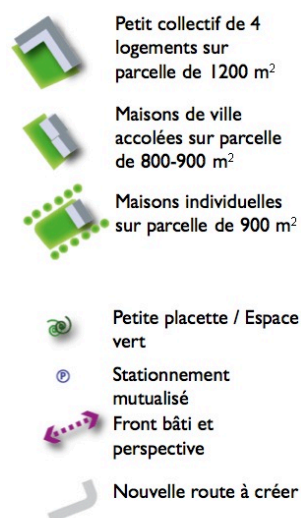 Petit collectif de 4
logements sur
parcelle de 1200 m²
Maisons de ville
accolées sur parcelle
de 800-900 m²
Maisons individuelles
sur parcelle de 900 m²
Petite placette / Espace
vert
P
Stationnement
mutualisé
Front bâti et
perspective
Nouvelle route à créer